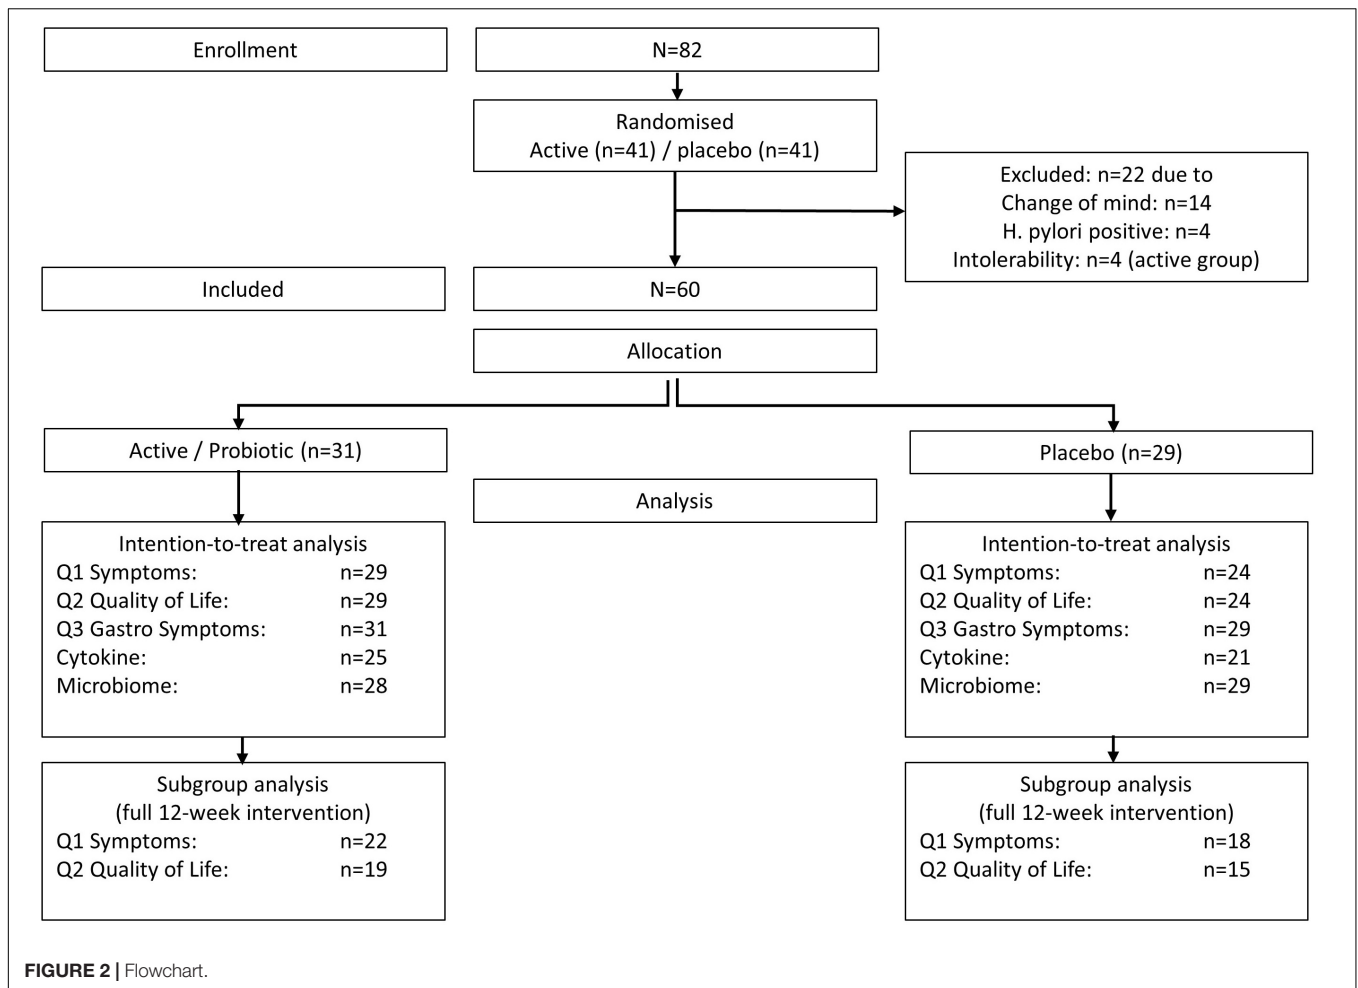 Enrollment
N=82
Randomised
Active (n=41) / placebo (n=41)
Excluded: n=22 due to
Change of mind: n=14
H. pylori positive: n=4
Intolerability: n=4 (active group)
Included
N=60
Allocation
Active / Probiotic (n=31)
Placebo (n=29)
Analysis
Intention-to-treat analysis
Q1 Symptoms: n=29
Q2 Quality of Life: n=29
Q3 Gastro Symptoms: n=31
Cytokine: n=25
Microbiome: n=28
Intention-to-treat analysis
Q1 Symptoms: n=24
Q2 Quality of Life: n=24
Q3 Gastro Symptoms: n=29
Cytokine: n=21
Microbiome: n=29
Subgroup analysis
(full 12-week intervention)
Q1 Symptoms: n=22
Q2 Quality of Life: n=19
Subgroup analysis
(full 12-week intervention)
Q1 Symptoms: n=18
Q2 Quality of Life: n=15
FIGURE 2 | Flowchart.